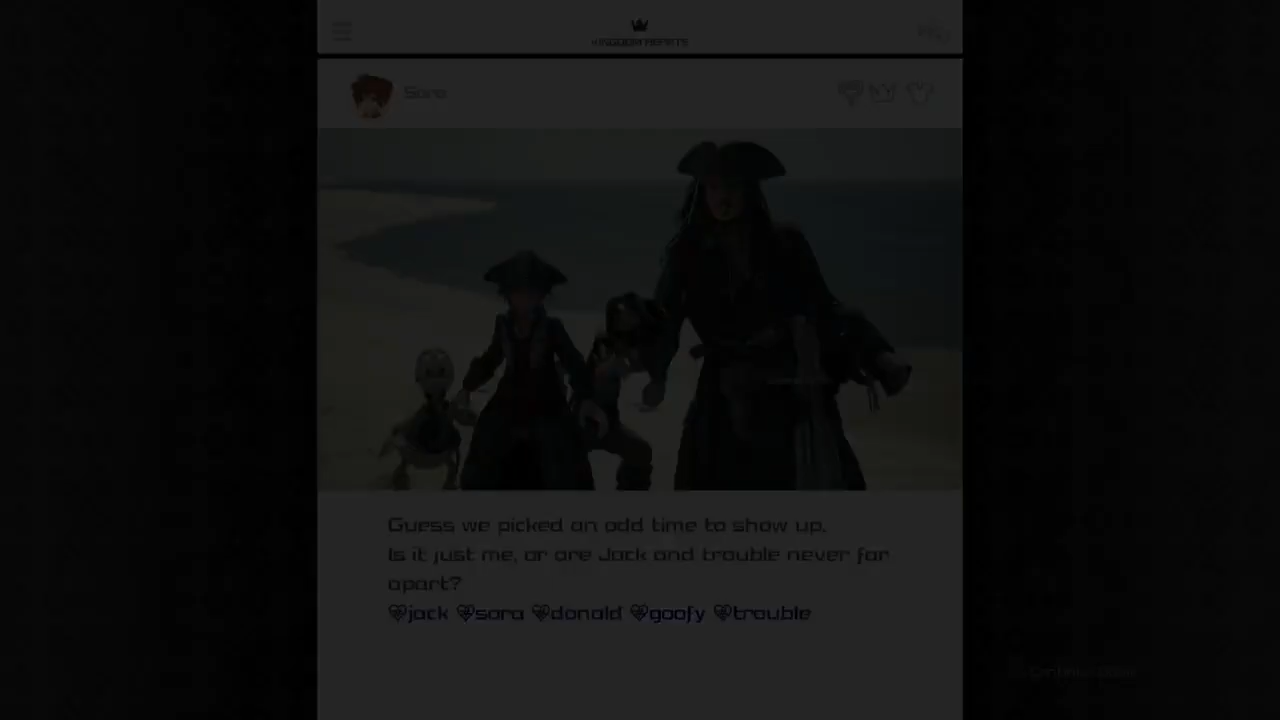 KINGDOM HEARTS
Sora
Guess we picked an odd time to show up.
Is it just me, or are Jack and trouble never far
apart?
jack sora donald goofy trouble